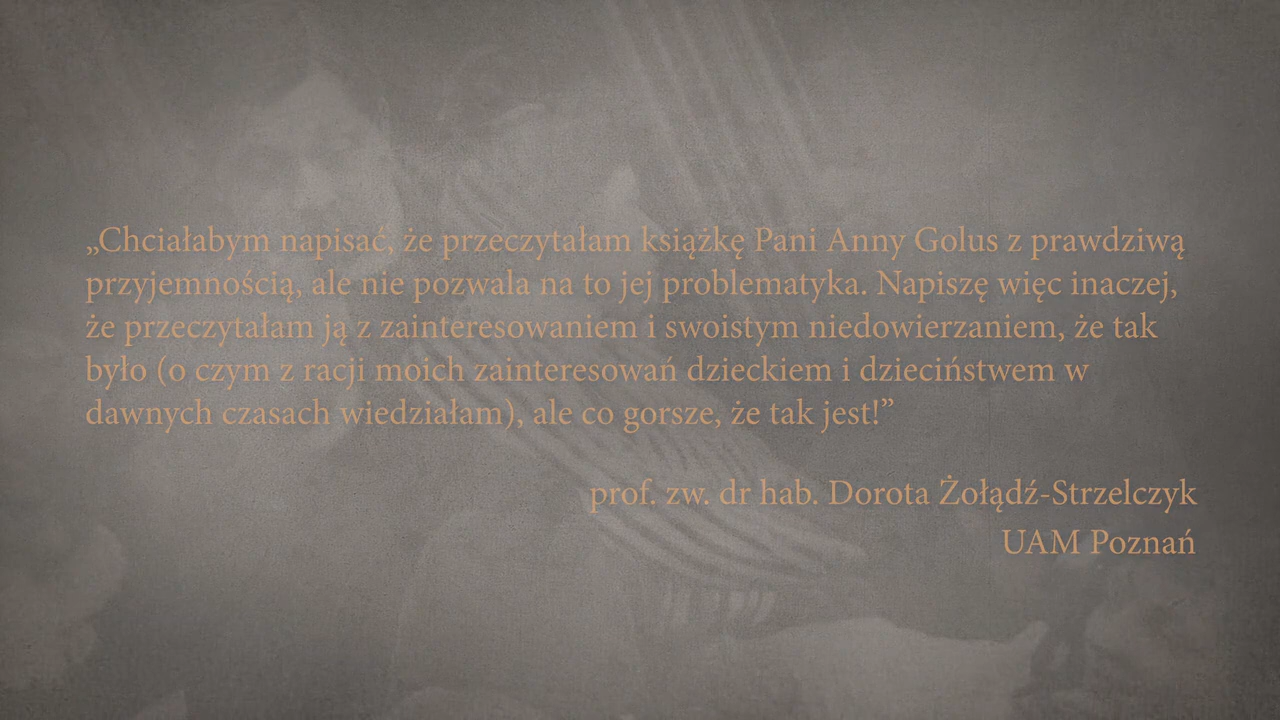 „Chciałabym napisać, że przeczytałam książkę Pani Anny Golus z prawdziwą
przyjemnością, ale nie pozwala na to jej problematyka. Napiszę więc inaczej,
że przeczytałam ją z zainteresowaniem i swoistym niedowierzaniem, że tak
było (o czym z racji moich zainteresowań dzieckiem i dzieciństwem w
dawnych czasach wiedziałam), ale co gorsze, że tak jest!”
prof. zw. dr hab. Dorota Żołądź-Strzelczyk
UAM Poznań